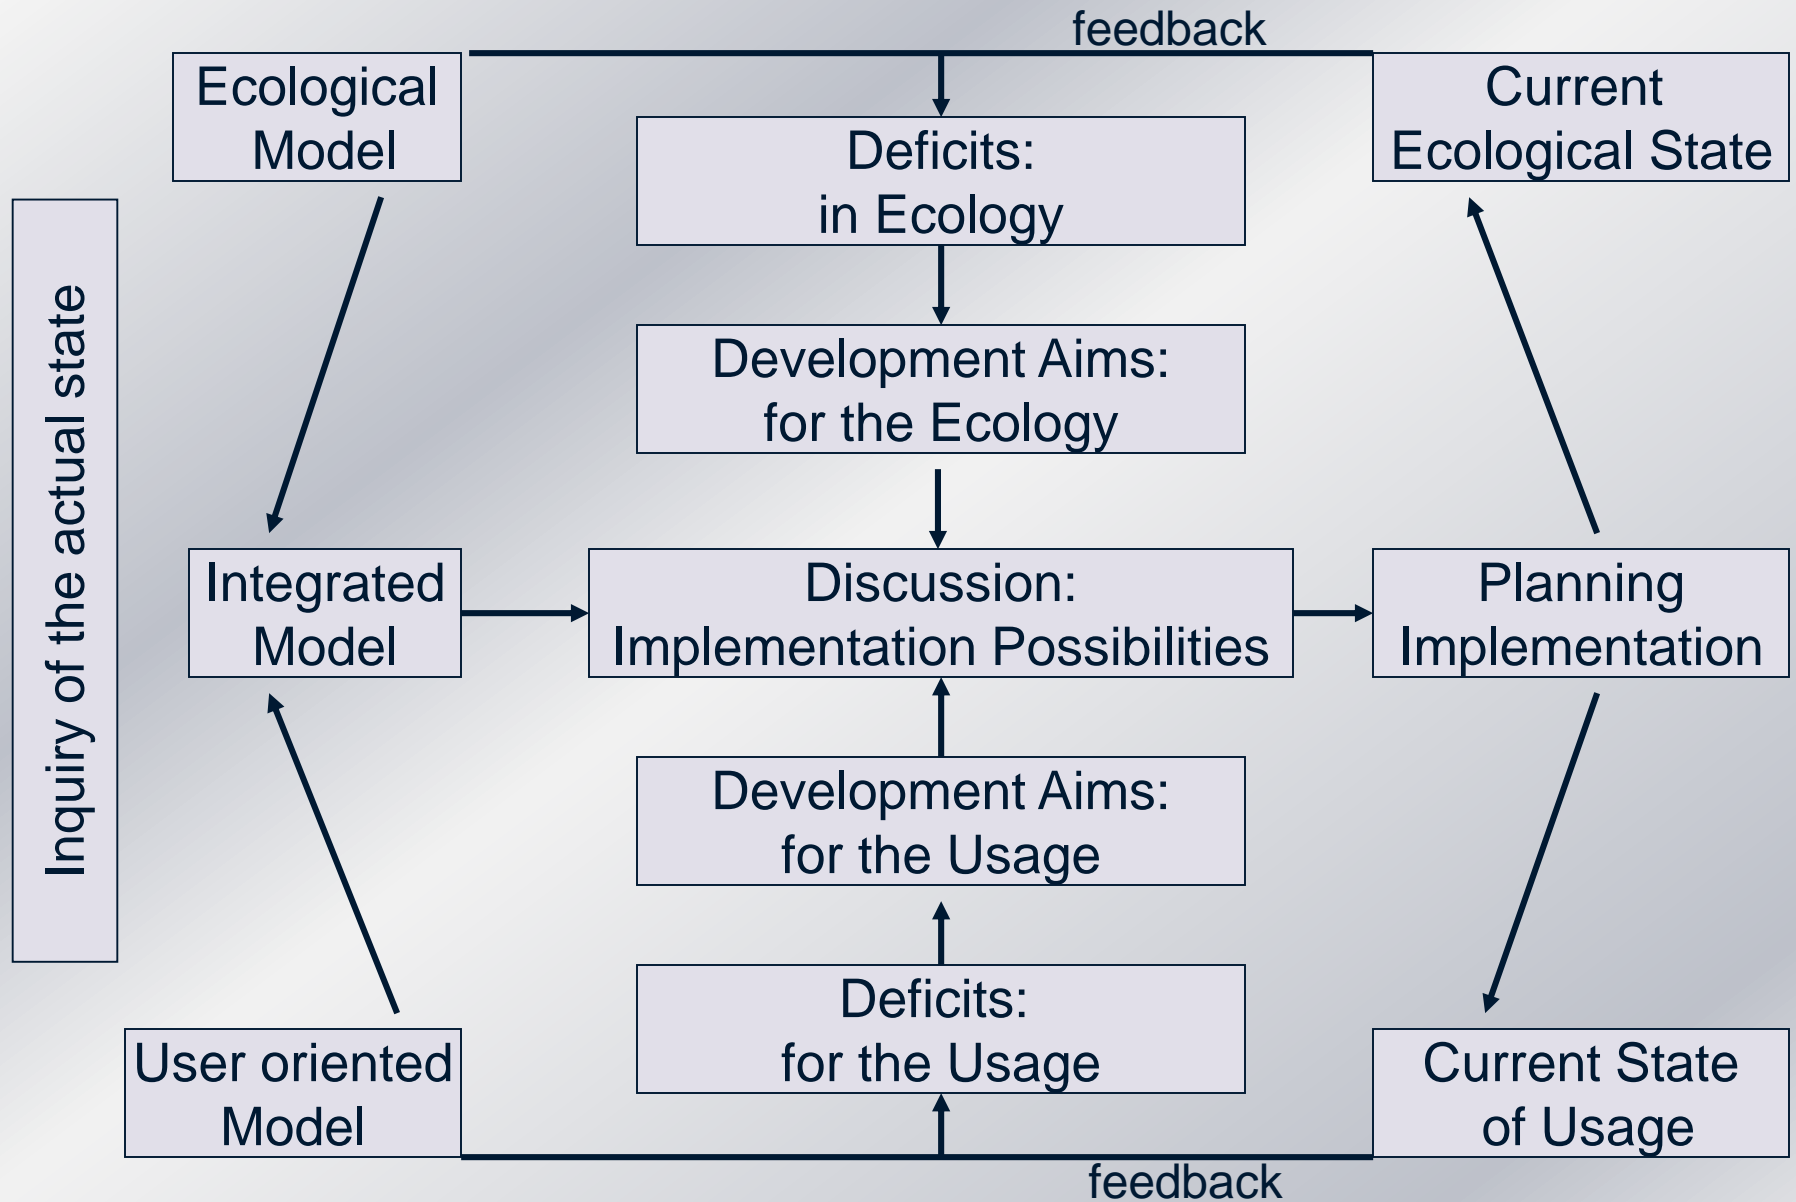 feedback
Ecological
Model
Current
Ecological State
Deficits:
in Ecology
Inquiry of the actual state
Development Aims:
for the Ecology
Integrated
Model
Discussion:
Implementation Possibilities
Planning
Implementation
Development Aims:
for the Usage
Deficits:
for the Usage
User oriented
Model
Current State
of Usage
feedback